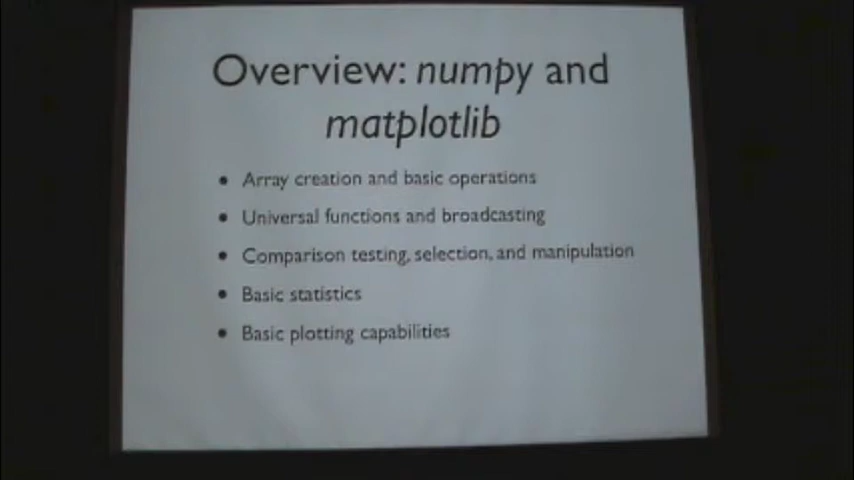 Overview: numpy and
matplotlib
• Array creation and basic operations
• Universal functions and broadcasting
• Comparison testing, selection, and manipulation
• Basic statistics
• Basic plotting capabilities